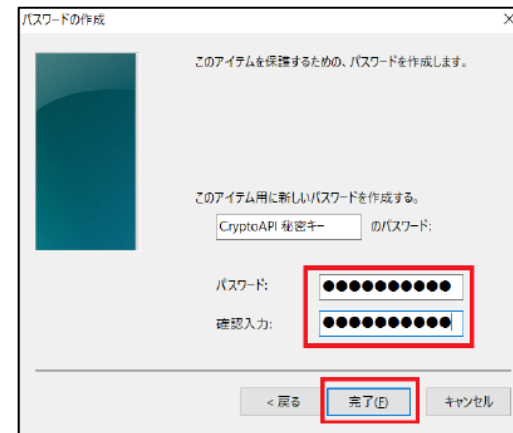 パスワードの作成
このアイテムを保護するための、パスワードを作成します。
このアイテム用に新しいパスワードを作成する。
CryptoAPI 秘密キー のパスワード:
パスワード: ●●●●●●●●●●
確認入力: ●●●●●●●●●●
< 戻る 完了(F) キャンセル